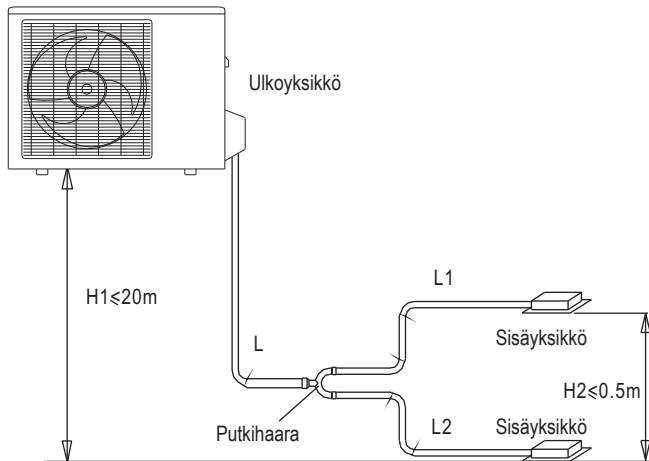 Ulkoyksikkö
H1≤20m
L1
Sisäyksikkö
L
H2≤0.5m
Putkihaara
L2
Sisäyksikkö